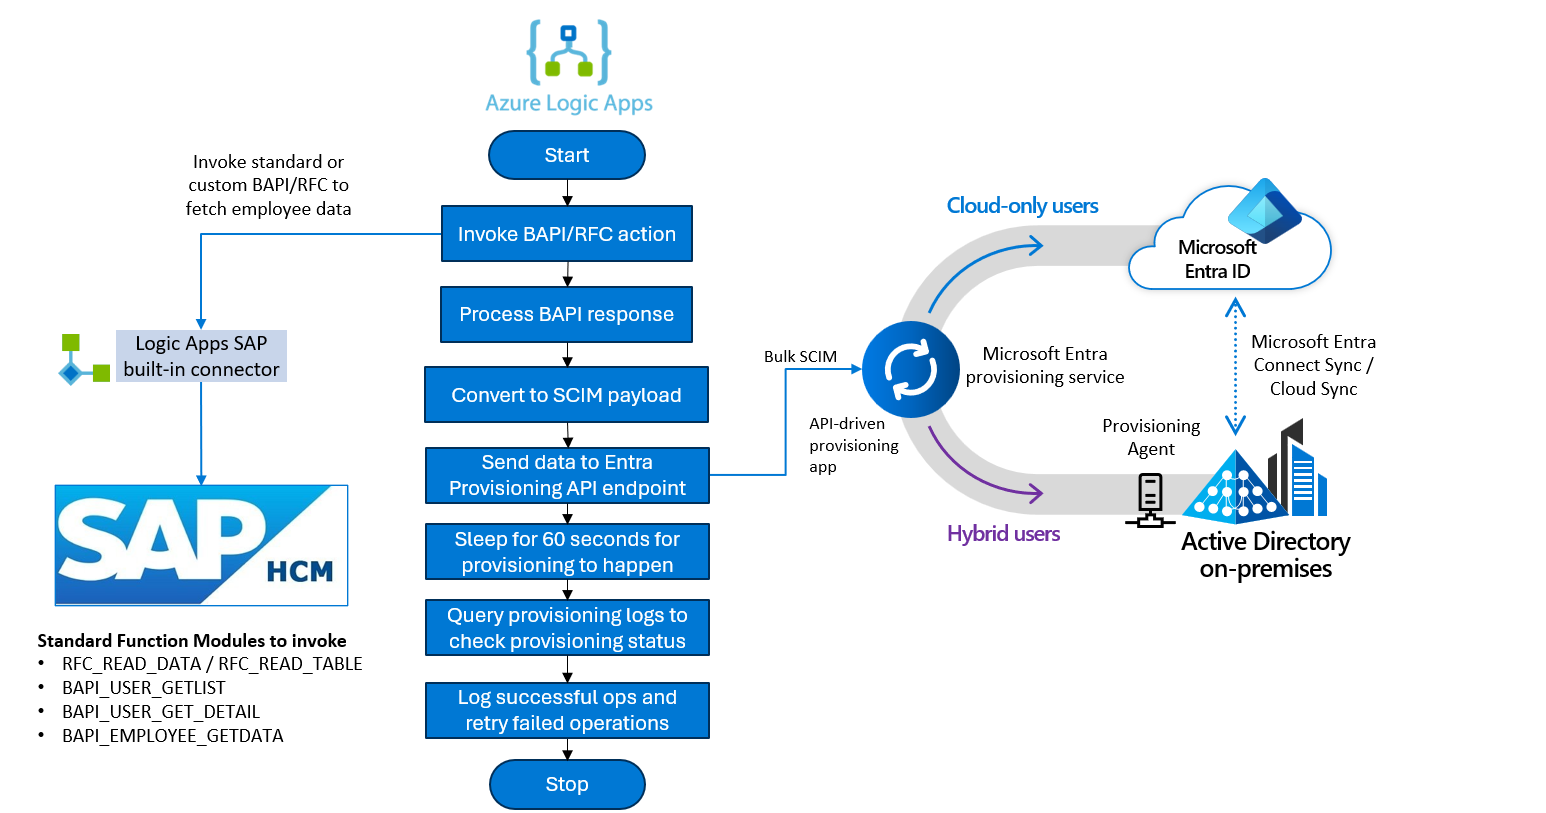 Azure Logic Apps
Start
Invoke standard or
custom BAPI/RFC to
fetch employee data
Invoke BAPI/RFC action
Process BAPI response
Logic Apps SAP
built-in connector
Convert to SCIM payload
Send data to Entra
Provisioning API endpoint
SAP
HCM
Sleep for 60 seconds for
provisioning to happen
Query provisioning logs to
check provisioning status
Log successful ops and
retry failed operations
Stop
Standard Function Modules to invoke
• RFC_READ_DATA / RFC_READ_TABLE
• BAPI_USER_GETLIST
• BAPI_USER_GET_DETAIL
• BAPI_EMPLOYEE_GETDATA
Bulk SCIM
API-driven
provisioning
app
Microsoft Entra
provisioning service
Cloud-only users
Microsoft
Entra ID
Microsoft Entra
Connect Sync /
Cloud Sync
Provisioning
Agent
Hybrid users
Active Directory
on-premises